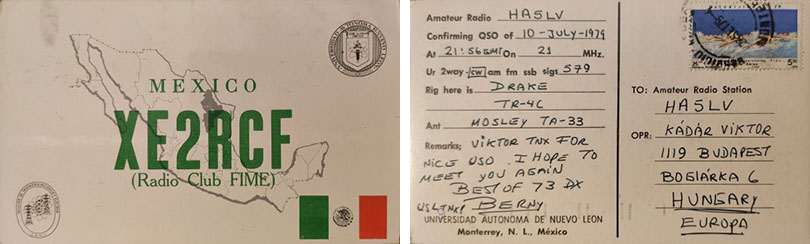 MEXICO
XE2RCF
(Radio Club FIME)
Amateur Radio HA5LV
Confirming QSO of 10-JULY-1979
At 21:56 GMT On 21 MHz.
Ur 2way- cw am fm ssb sigs 579
Rig here is DRAKE
TR-4C
Ant MOSLEY TA-33
Remarks; VIKTOR TNX FOR
NICE QSO. I HOPE TO
MEET YOU AGAIN
BEST OF 73 DX
BERNY
UNIVERSIDAD AUTONOMA DE NUEVO LEON
Monterrey, N. L., México
TO: Amateur Radio Station
HA5LV
OPR: KÁDÁR VIKTOR
1119 BUDAPEST
BOGLÁRKA 6
HUNGARY
EUROPA